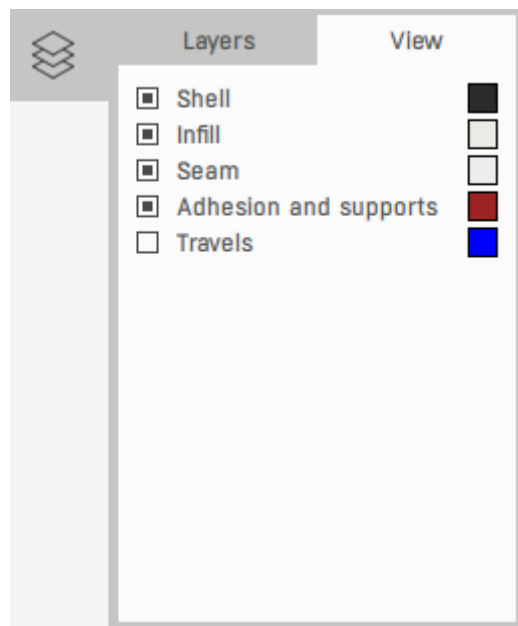 Layers View
Shell
Infill
Seam
Adhesion and supports
Travels